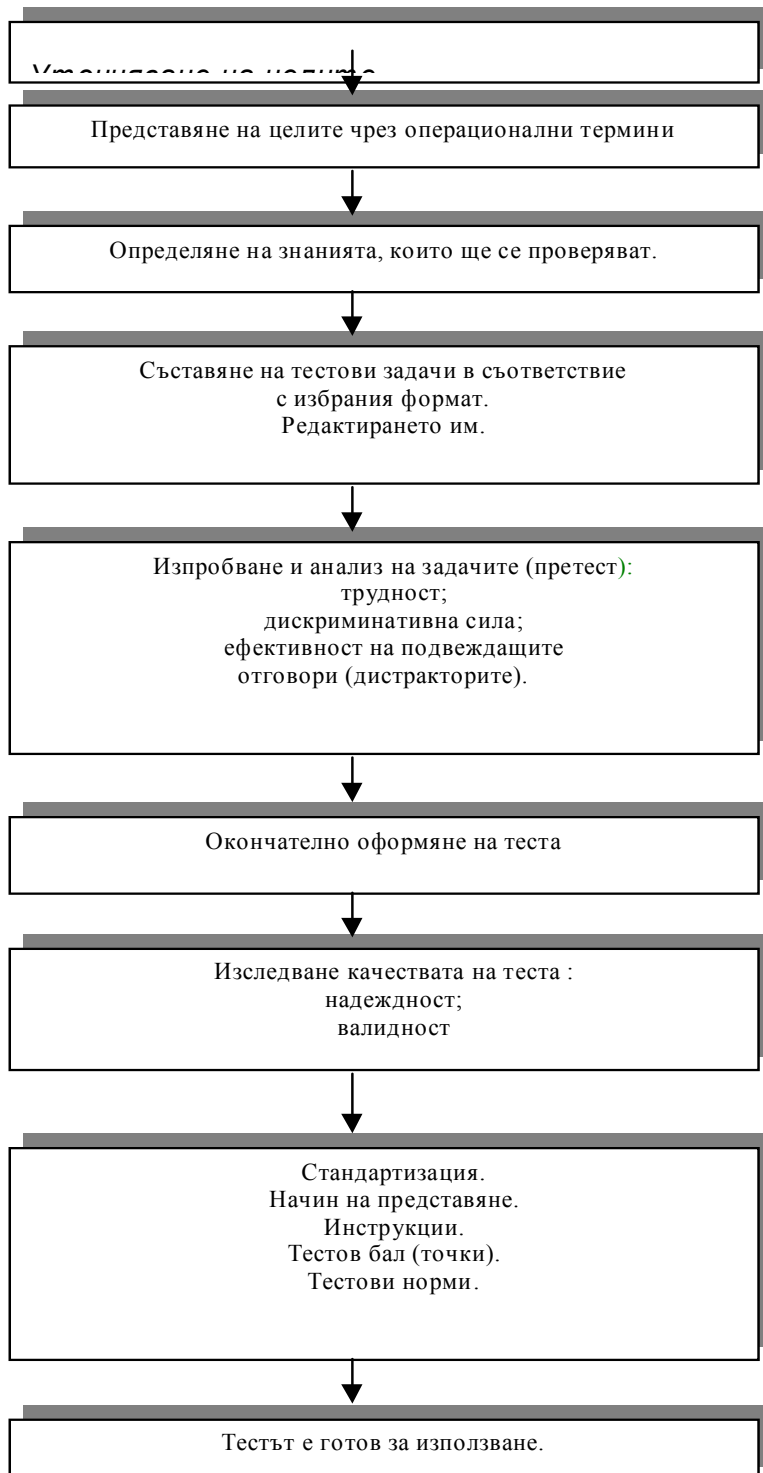 Уточняване на целите
Представяне на целите чрез операционални термини
Определяне на знанията, които ще се проверяват.
Съставяне на тестови задачи в съответствие
с избрания формат.
Редактирането им.
Изпробване и анализ на задачите (претест):
трудност;
дискриминативна сила;
ефективност на подвеждащите
отговори (дистракторите).
Окончателно оформяне на теста
Изследване качествата на теста :
надеждност;
валидност
Стандартизация.
Начин на представяне.
Инструкции.
Тестов бал (точки).
Тестови норми.
Тестът е готов за използване.